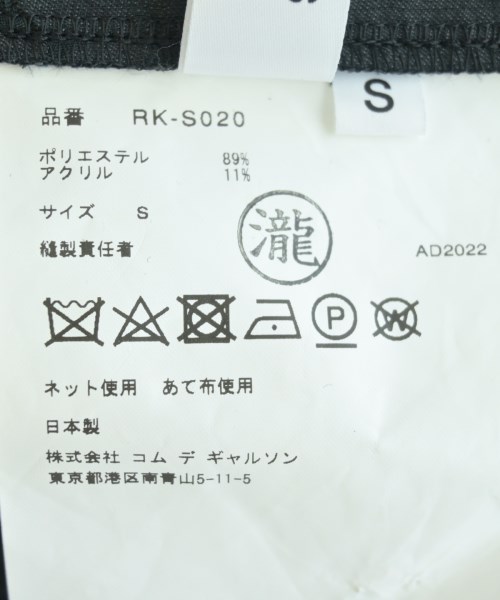 S
品番 RK-S020
ポリエステル 89%
アクリル 11%
サイズ S
瀧
縫製責任者
AD2022
P
W
ネット使用 あて布使用
日本製
株式会社 コム デ ギャルソン
東京都港区南青山5-11-5